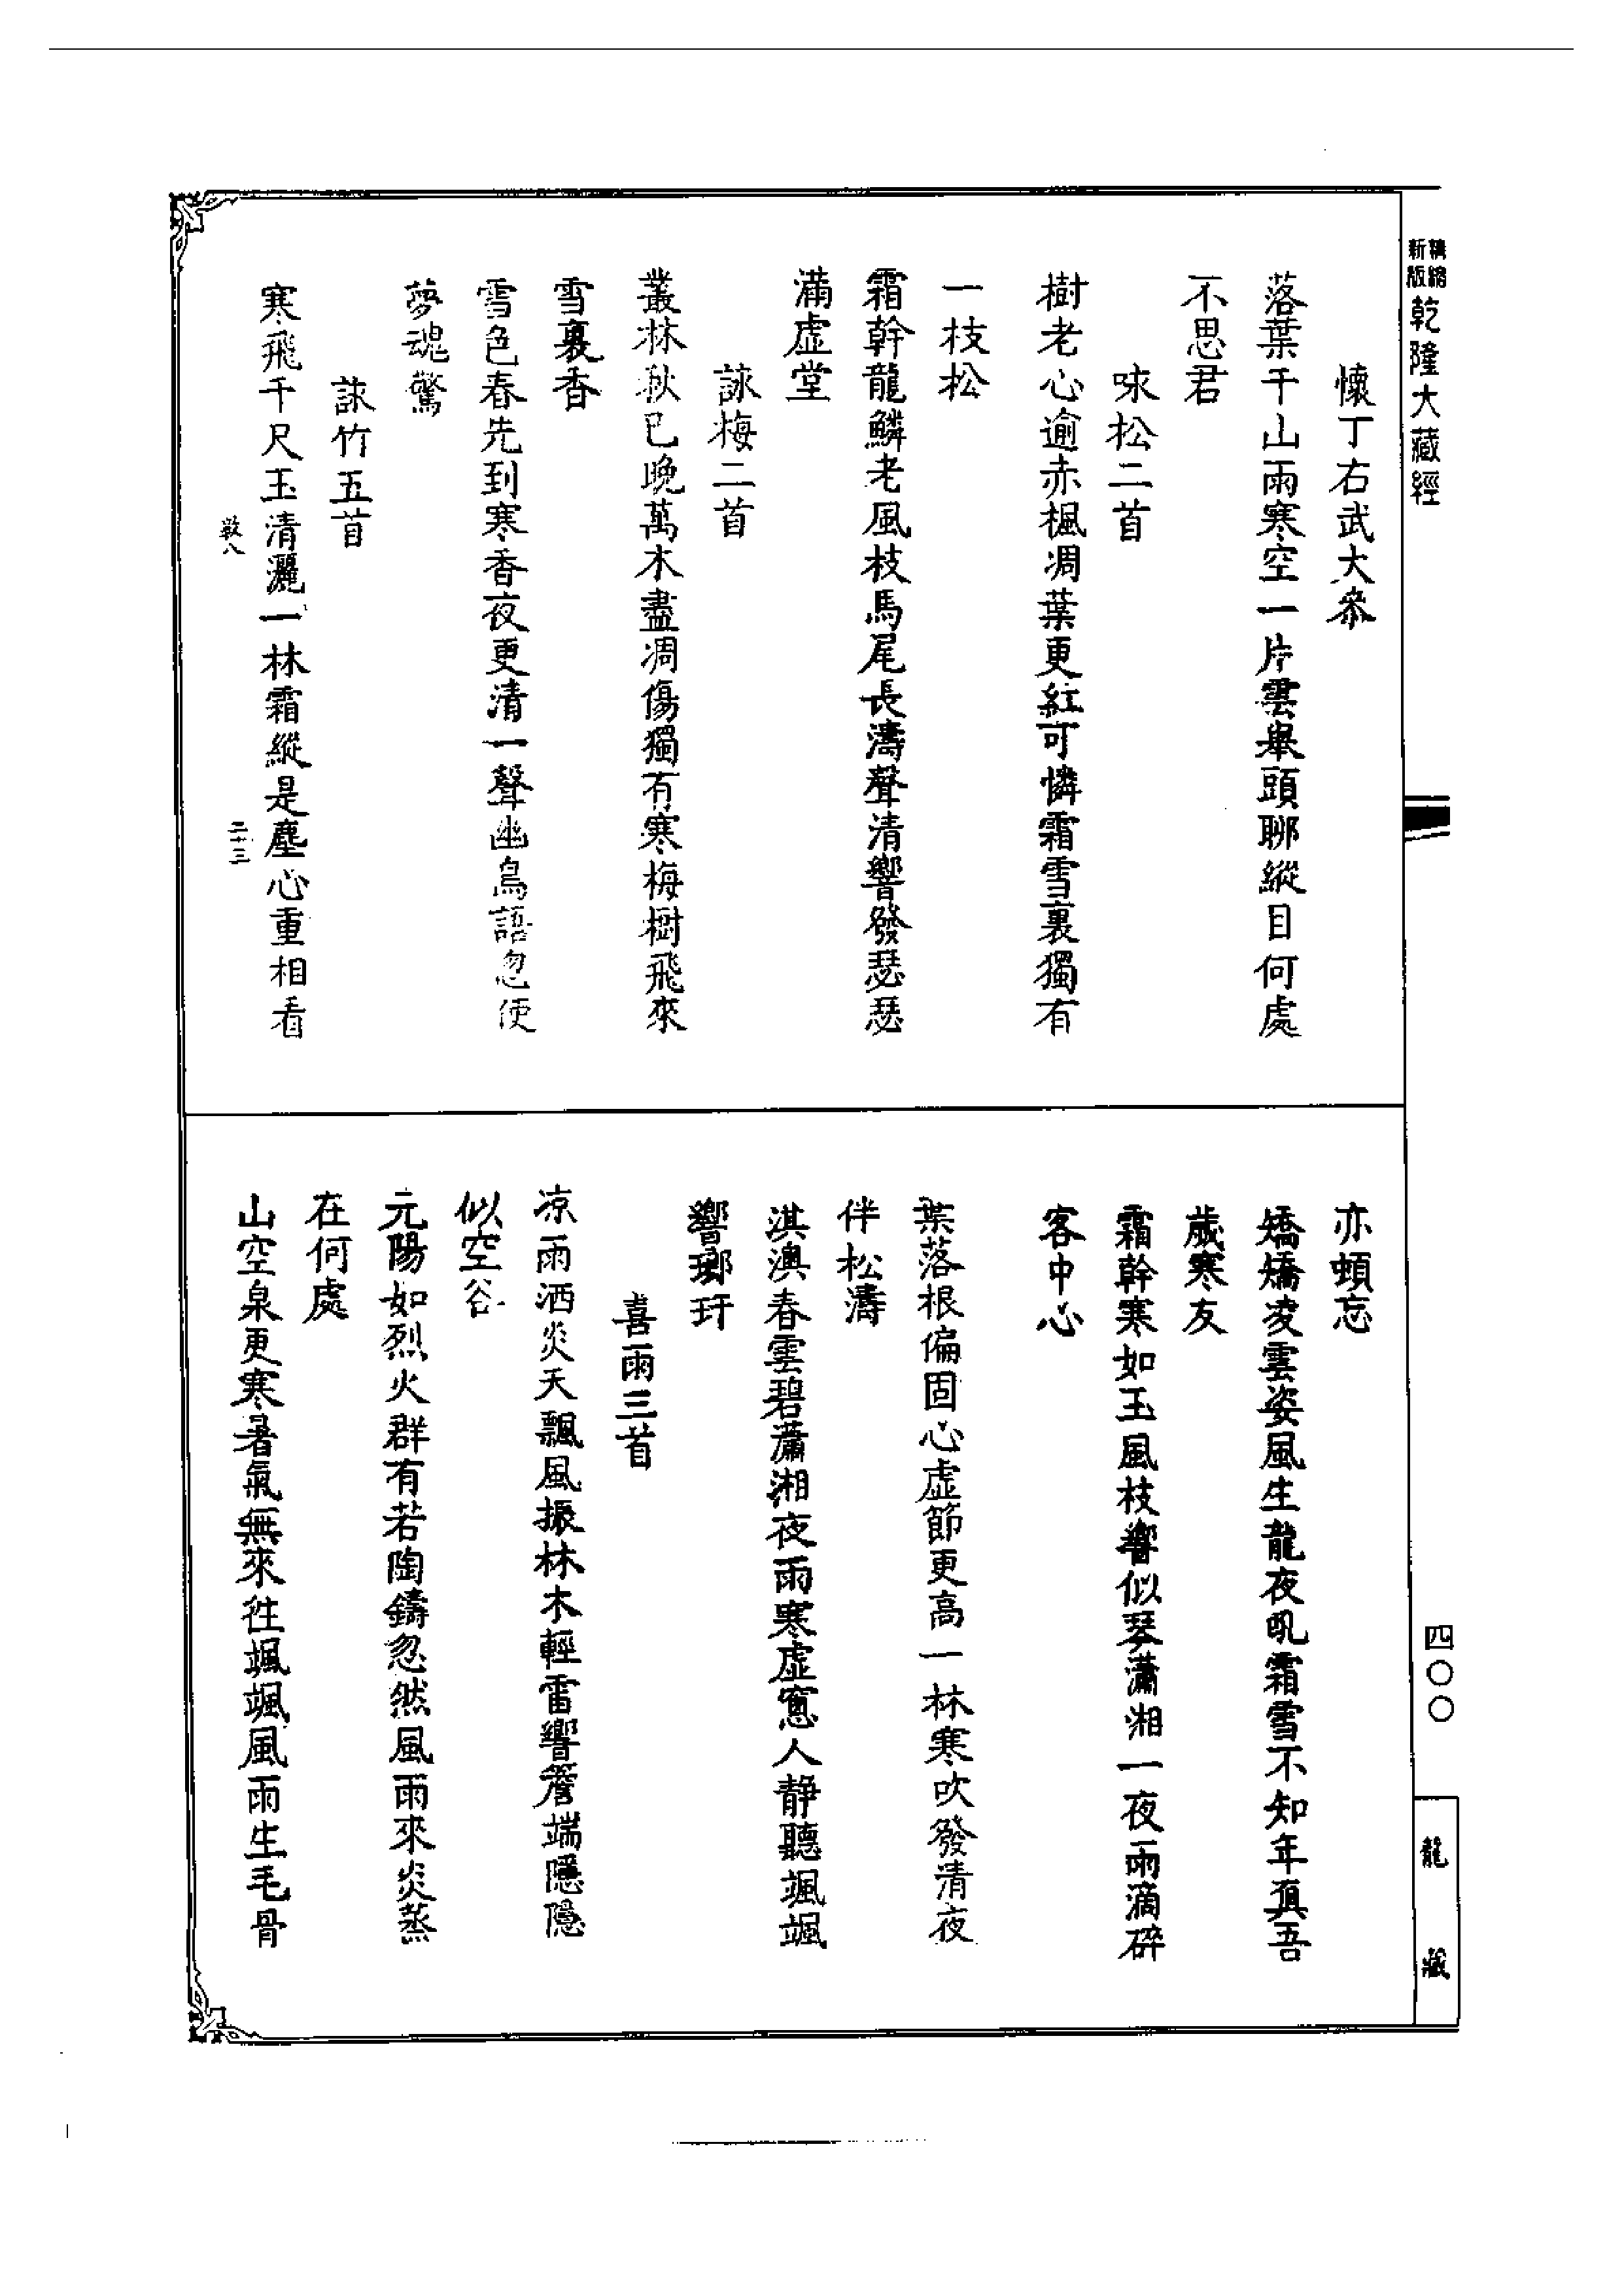 精縮新版乾隆大藏經
懷丁右武大叅
落葉千山雨寒空一片雲舉頭聊縱目何處
不思君
咏松二首
樹老心逾赤楓凋葉更紅可憐霜雪裏獨有
一枝松
霜幹龍鱗老風枝馬尾長濤聲清響發瑟瑟
滿虛堂
詠梅二首
叢林秋已晚萬木盡凋傷獨有寒梅樹飛來
雪裏香
雪色春先到寒香夜更清一聲幽鳥語忽使
夢魂驚
詠竹五首
寒飛千尺玉清灑一林霜縱是塵心重相看
二十三
亦頓忘
矯矯凌雲姿風生龍夜吼霜雪不知年真吾
歲寒友
霜幹寒如玉風枝響似琴瀟湘一夜雨滴碎
客中心
葉落根偏固心虛節更高一林寒吹發清夜
伴松濤
淇澳春雲碧瀟湘夜雨寒虛窻人靜聽颯颯
響瑯玕
喜雨三首
凉雨洒炎天飄風振林木輕雷響簷端隱隱
似空谷
元陽如烈火群有若陶鑄忽然風雨來炎蒸
在何處
山空泉更寒暑氣無來徃颯颯風雨生毛骨
四〇〇
龍藏